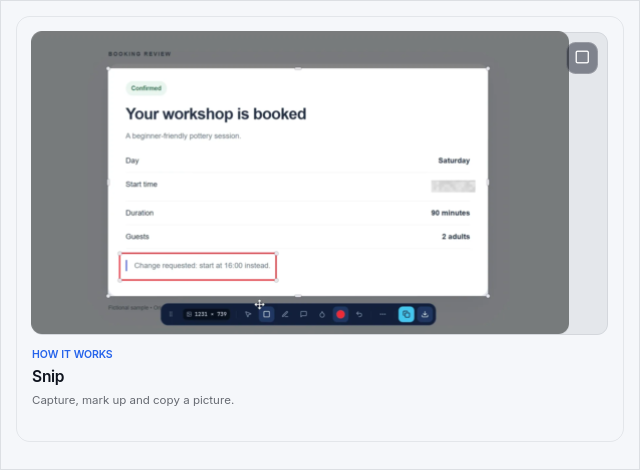 BOOKING REVIEW
Confirmed
Your workshop is booked
A beginner-friendly pottery session.
Day Saturday
Start time
Duration 90 minutes
Guests 2 adults
Change requested: start at 16:00 instead.
Fictional sample •
1231 × 739
HOW IT WORKS
Snip
Capture, mark up and copy a picture.